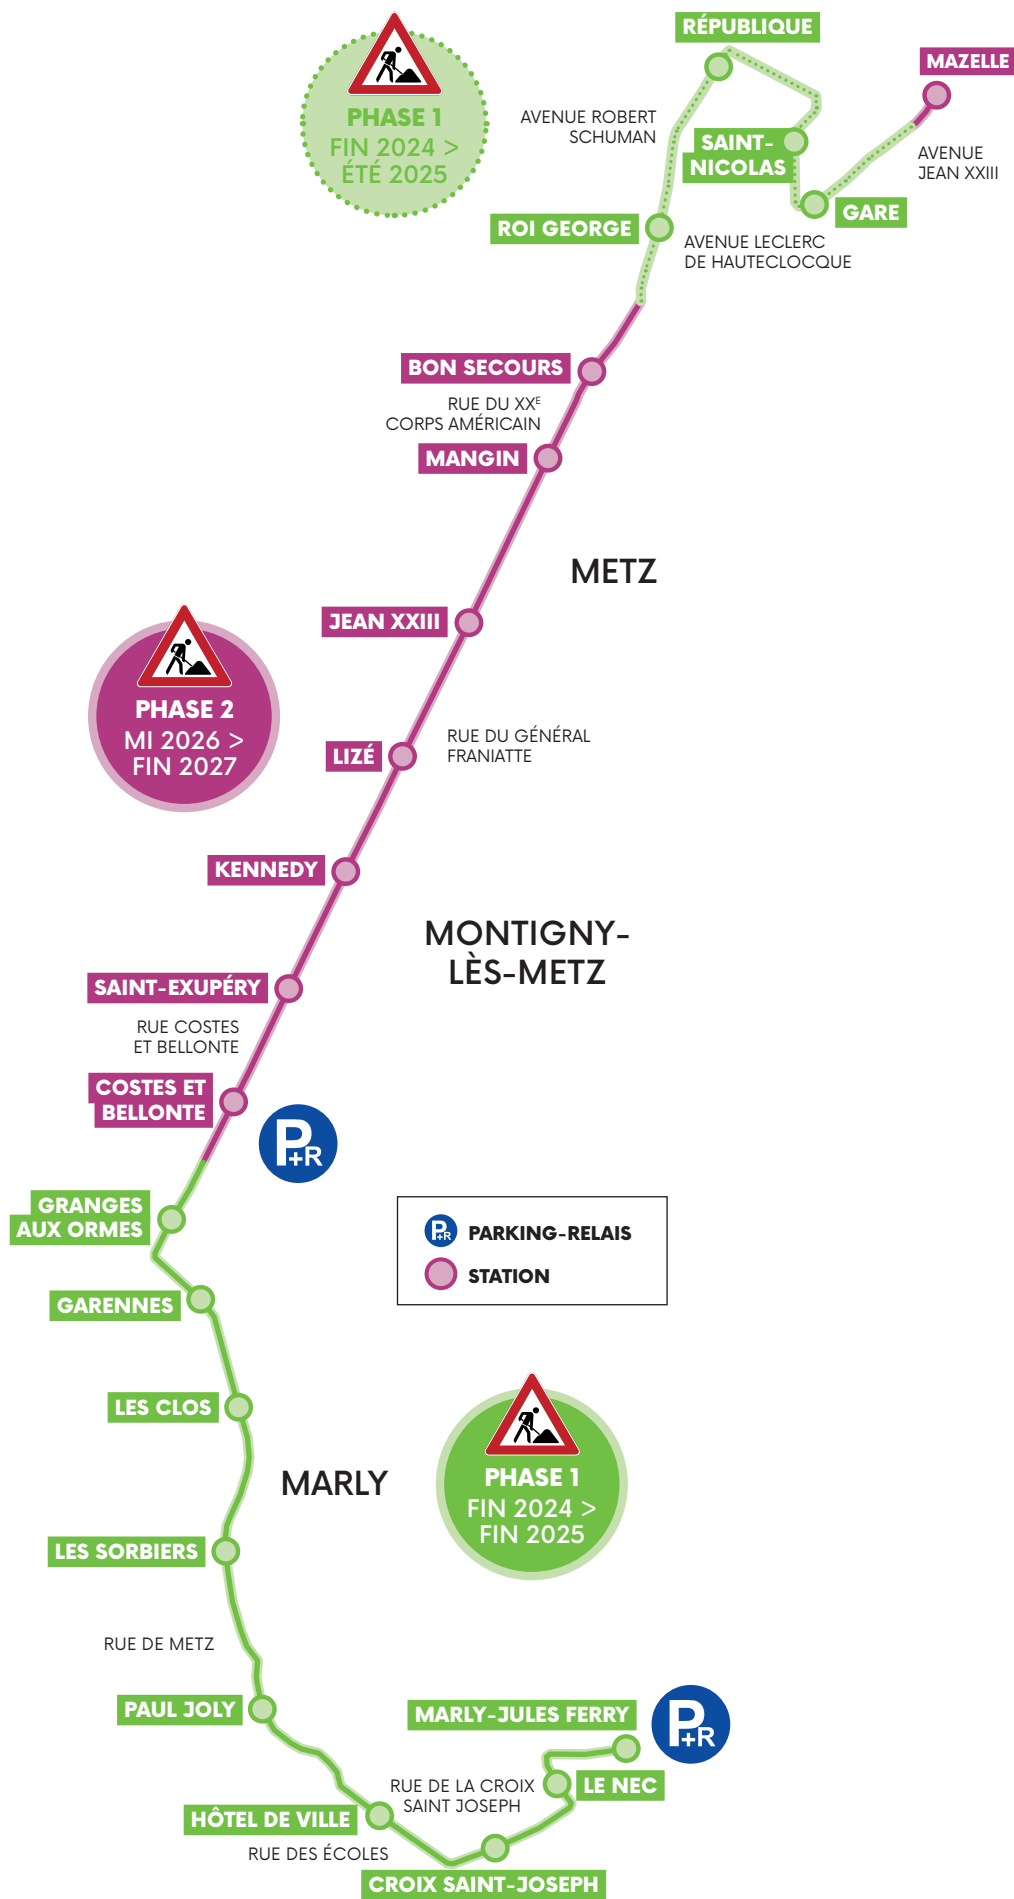 RÉPUBLIQUE
MAZELLE
PHASE 1
FIN 2024 >
ÉTÉ 2025
AVENUE ROBERT
SCHUMAN
SAINT-
NICOLAS
AVENUE
JEAN XXIII
GARE
ROI GEORGE
AVENUE LECLERC
DE HAUTECLOCQUE
BON SECOURS
RUE DU XXE
CORPS AMÉRICAIN
MANGIN
METZ
JEAN XXIII
PHASE 2
MI 2026 >
FIN 2027
LIZÉ
RUE DU GÉNÉRAL
FRANIATTE
KENNEDY
MONTIGNY-
LÈS-METZ
SAINT-EXUPÉRY
RUE COSTES
ET BELLONTE
COSTES ET
BELLONTE
P+R
GRANGES
AUX ORMES
P+R PARKING-RELAIS
STATION
GARENNES
LES CLOS
MARLY
PHASE 1
FIN 2024 >
FIN 2025
LES SORBIERS
RUE DE METZ
PAUL JOLY
MARLY-JULES FERRY
P+R
LE NEC
RUE DE LA CROIX
SAINT JOSEPH
HÔTEL DE VILLE
RUE DES ÉCOLES
CROIX SAINT-JOSEPH